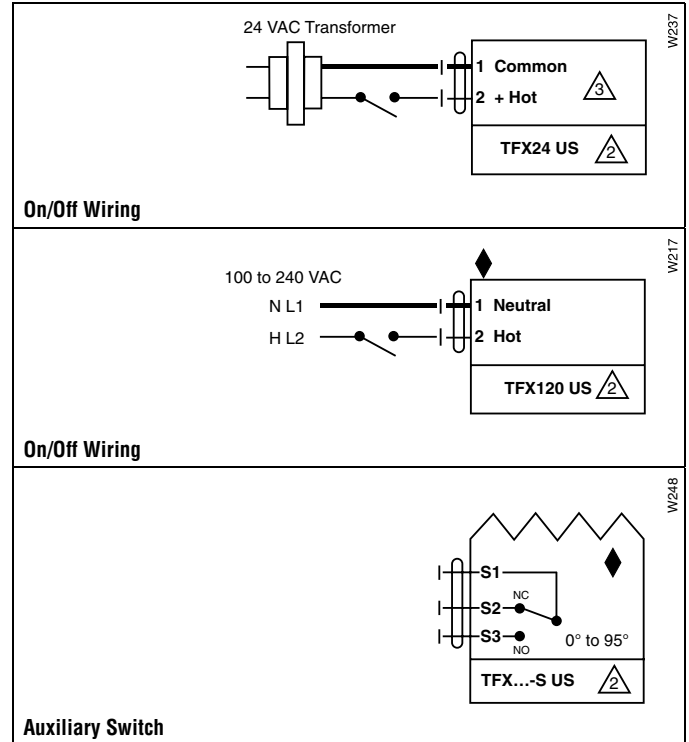 24 VAC Transformer
W237
1 Common
2 + Hot
3
TFX24 US 2
On/Off Wiring
W217
100 to 240 VAC
N L1
1 Neutral
H L2
2 Hot
TFX120 US 2
On/Off Wiring
W248
S1
NC
S2
S3
NO
0° to 95°
TFX...-S US 2
Auxiliary Switch